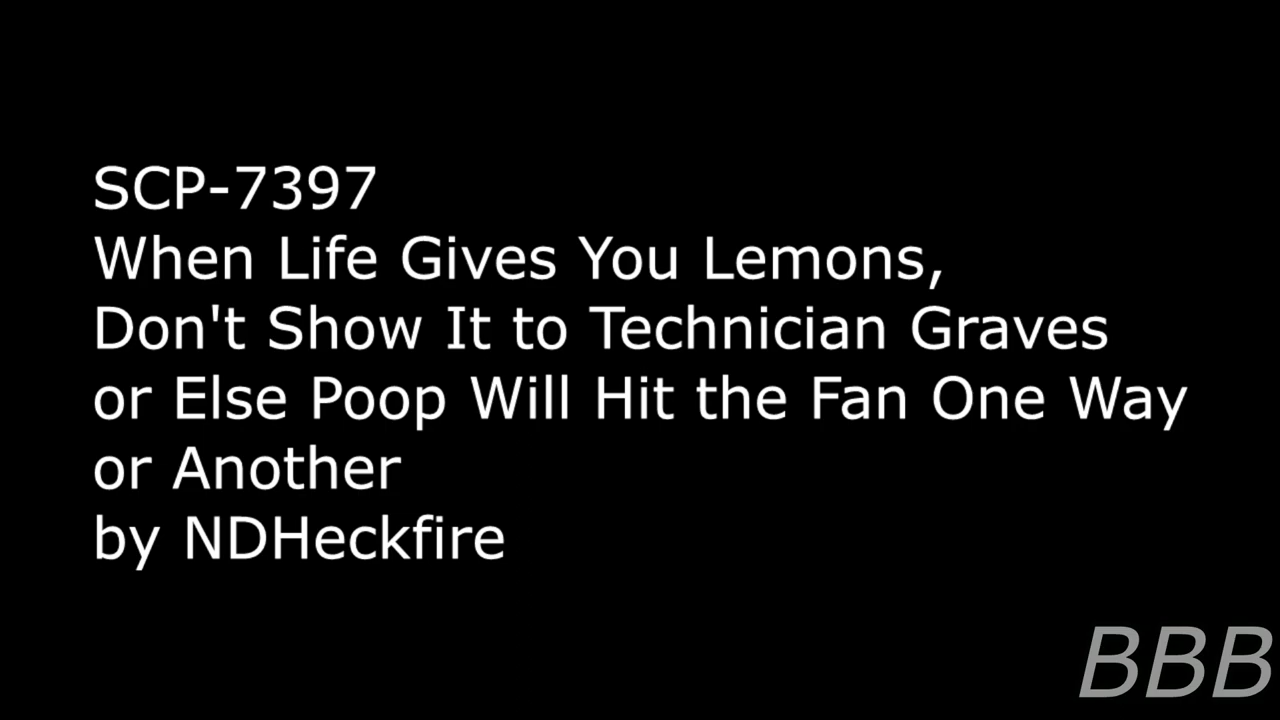 SCP-7397
When Life Gives You Lemons,
Don't Show It to Technician Graves
or Else Poop Will Hit the Fan One Way
or Another
by NDHeckfire
BBB